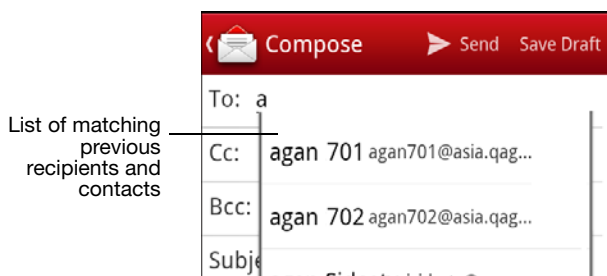 Compose Send Save Draft
To: a
List of matching
previous
recipients and
contacts
Cc:
agan 701 agan701@asia.qag...
Bcc:
agan 702 agan702@asia.qag...
Subje